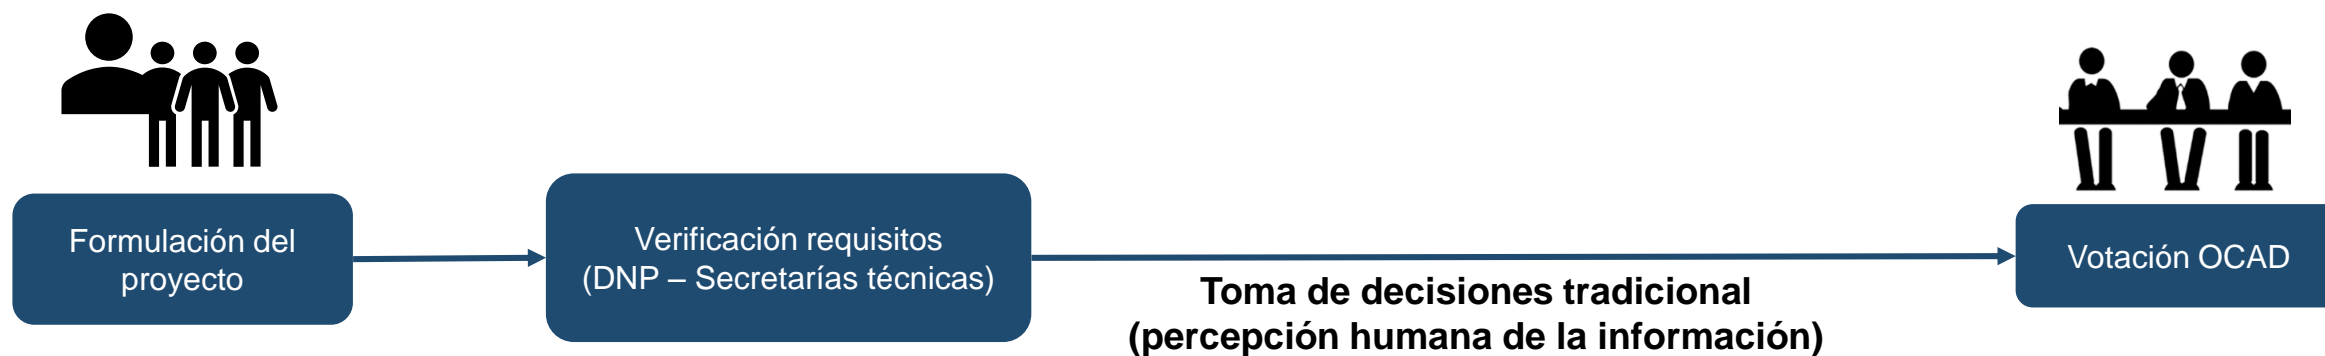 Formulación del
proyecto
Verificación requisitos
(DNP – Secretarías técnicas)
Toma de decisiones tradicional
(percepción humana de la información)
Votación OCAD